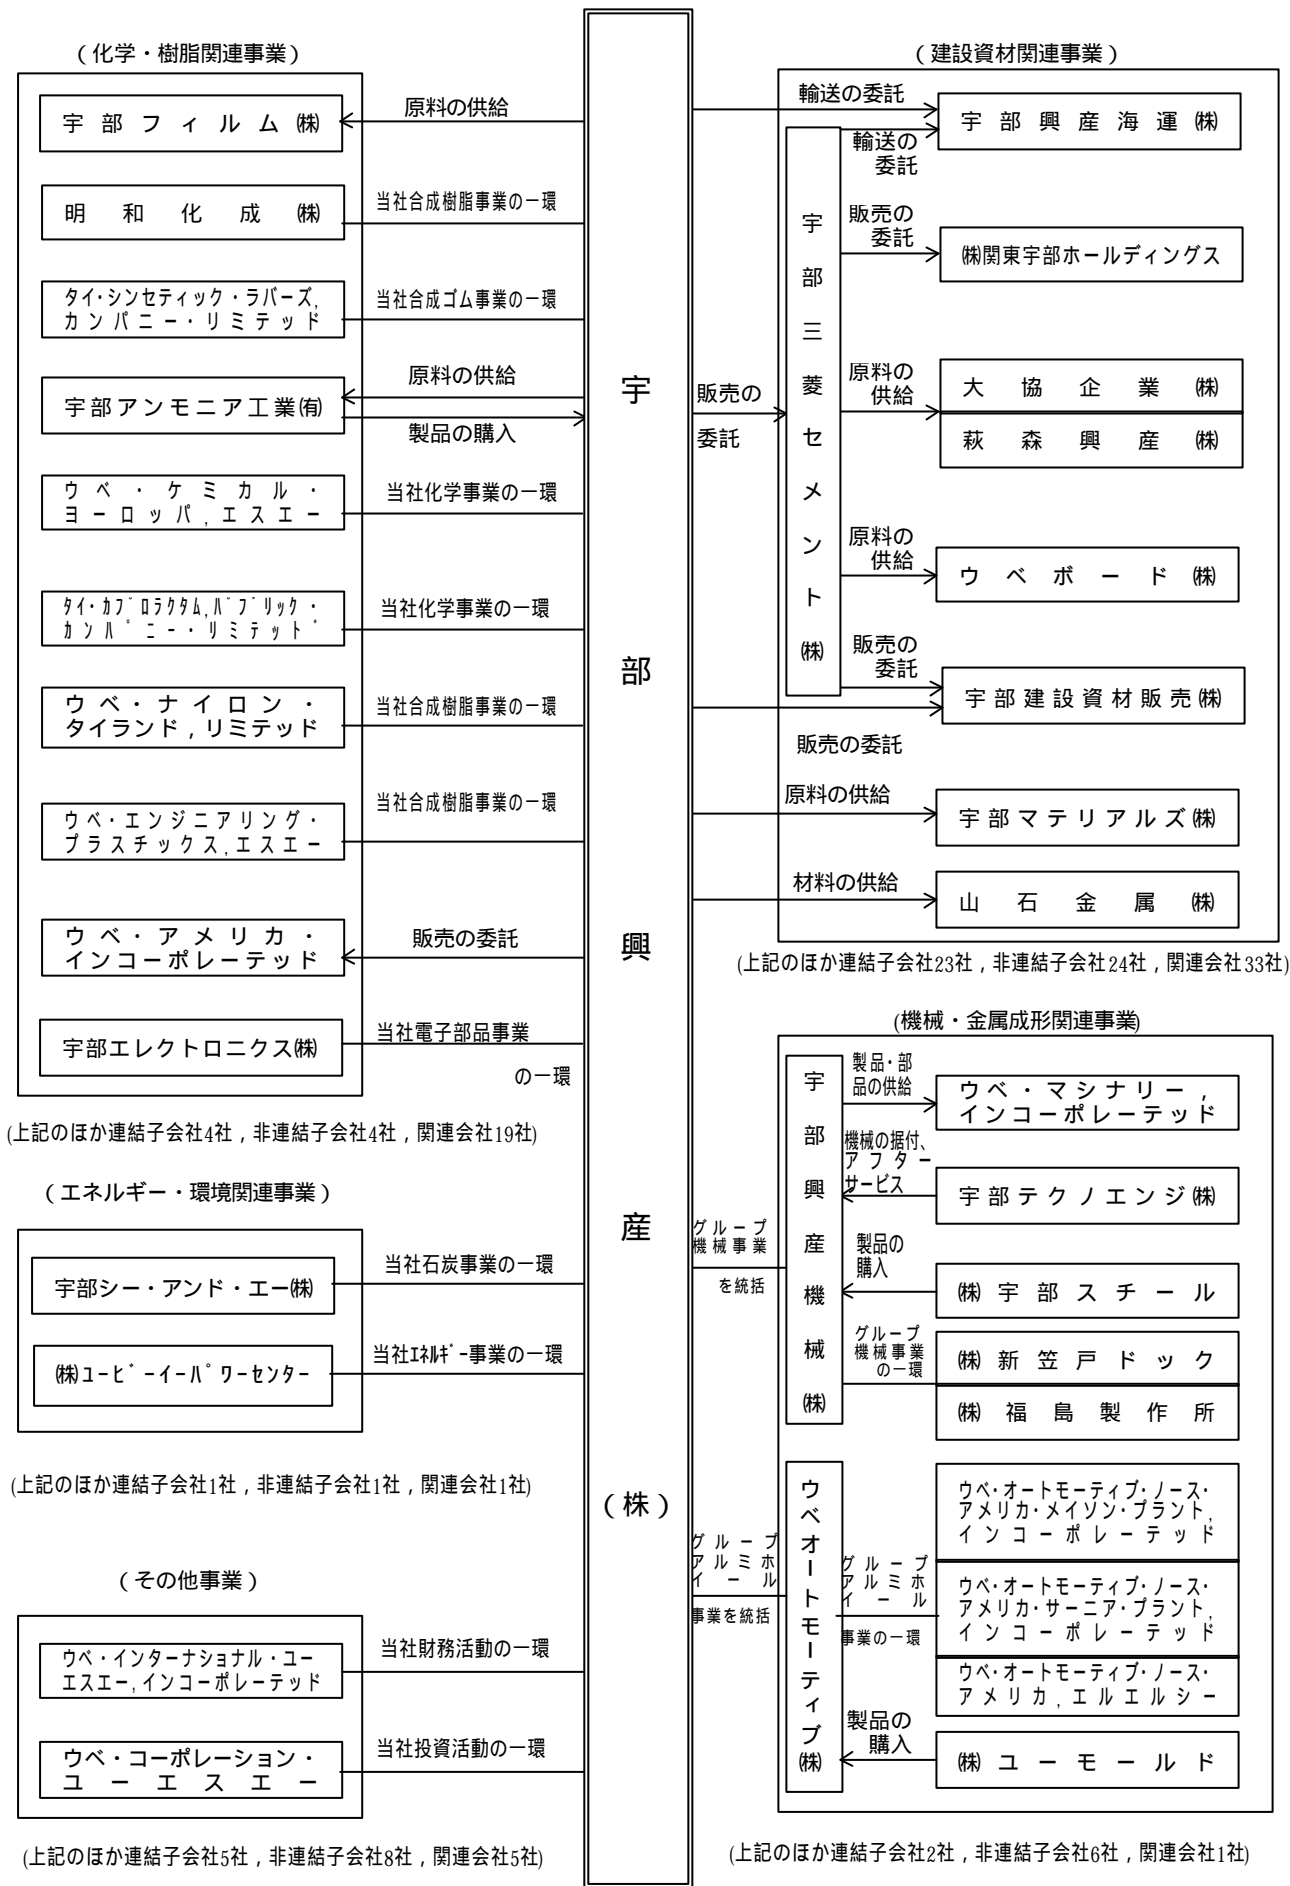 (化学・樹脂関連事業)
宇部フィルム㈱
原料の供給
明和化成㈱
当社合成樹脂事業の一環
タイ・シンセティック・ラバーズ,
カンパニー・リミテッド
当社合成ゴム事業の一環
宇部アンモニア工業㈲
原料の供給
製品の購入
ウベ・ケミカル・
ヨーロッパ,エスエー
当社化学事業の一環
タイ・カプロラクタム,パブリック・
カンパニー・リミテッド
当社化学事業の一環
ウベ・ナイロン・
タイランド,リミテッド
当社合成樹脂事業の一環
ウベ・エンジニアリング・
プラスチックス,エスエー
当社合成樹脂事業の一環
ウベ・アメリカ・
インコーポレーテッド
販売の委託
宇部エレクトロニクス㈱
当社電子部品事業
の一環
(上記のほか連結子会社4社,非連結子会社4社,関連会社19社)
(エネルギー・環境関連事業)
宇部シー・アンド・エー㈱
当社石炭事業の一環
㈱ユービーイーパワーセンター
当社エネルギー事業の一環
(上記のほか連結子会社1社,非連結子会社1社,関連会社1社)
(その他事業)
ウベ・インターナショナル・ユー
エスエー,インコーポレーテッド
当社財務活動の一環
ウベ・コーポレーション・
ユーエスエー
当社投資活動の一環
(上記のほか連結子会社5社,非連結子会社8社,関連会社5社)
宇部興産(株)
(建設資材関連事業)
輸送の委託
宇部興産海運㈱
輸送の
委託
販売の
委託
宇部三菱セメント㈱
販売の
委託
㈱関東宇部ホールディングス
原料の
供給
大協企業㈱
萩森興産㈱
原料の
供給
ウベボード㈱
販売の
委託
宇部建設資材販売㈱
販売の委託
原料の供給
宇部マテリアルズ㈱
材料の供給
山石金属㈱
(上記のほか連結子会社23社,非連結子会社24社,関連会社33社)
(機械・金属成形関連事業)
グループ
機械事業
を統括
宇部興産機械㈱
製品・部
品の供給
ウベ・マシナリー,
インコーポレーテッド
機械の据付、
アフター
サービス
宇部テクノエンジ㈱
製品の
購入
㈱宇部スチール
グループ
機械事業
の一環
㈱新笠戸ドック
㈱福島製作所
グループ
アルミホ
イール
事業を統括
ウベオートモーティブ㈱
グループ
アルミホ
イール
事業の一環
ウベ・オートモーティブ・ノース・
アメリカ・メイソン・プラント,
インコーポレーテッド
ウベ・オートモーティブ・ノース・
アメリカ・サーニア・プラント,
インコーポレーテッド
ウベ・オートモーティブ・ノース・
アメリカ,エルエルシー
製品の
購入
㈱ユーモールド
(上記のほか連結子会社2社,非連結子会社6社,関連会社1社)